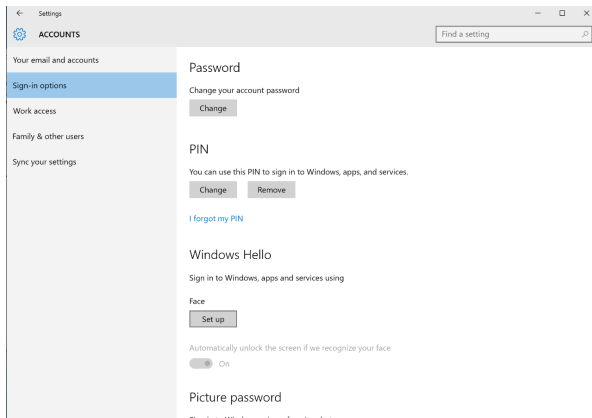 Settings
ACCOUNTS
Find a setting
Your email and accounts
Sign-in options
Work access
Family & other users
Sync your settings
Password
Change your account password
Change
PIN
You can use this PIN to sign in to Windows, apps, and services.
Change Remove
I forgot my PIN
Windows Hello
Sign in to Windows, apps and services using
Face
Set up
Automatically unlock the screen if we recognize your face
On
Picture password